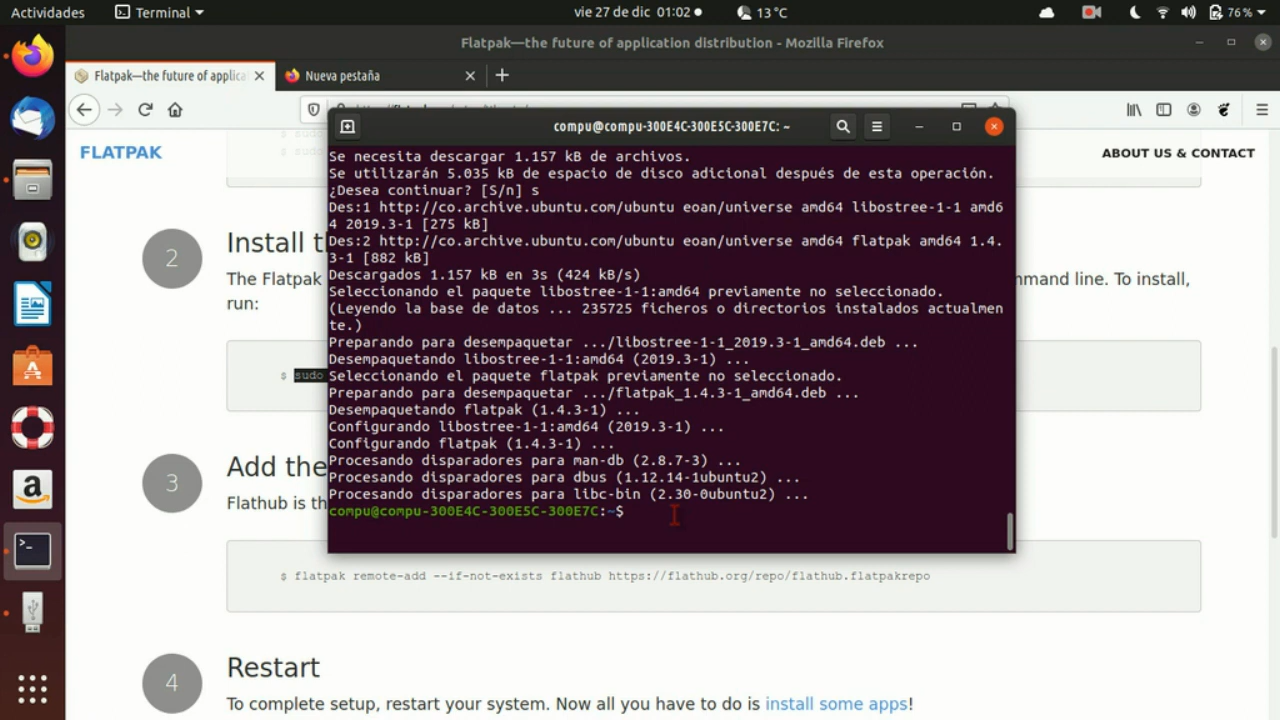 Actividades
Terminal
vie 27 de dic 01:02
13 °C
76 %
Flatpak—the future of application distribution - Mozilla Firefox
Flatpak—the future of applica
Nueva pestaña
FLATPAK
ABOUT US & CONTACT
compu@compu-300E4C-300E5C-300E7C: ~
Se necesita descargar 1.157 kB de archivos.
Se utilizarán 5.035 kB de espacio de disco adicional después de esta operación.
¿Desea continuar? [S/n] s
Des:1 http://co.archive.ubuntu.com/ubuntu eoan/universe amd64 libostree-1-1 amd6
4 2019.3-1 [275 kB]
Des:2 http://co.archive.ubuntu.com/ubuntu eoan/universe amd64 flatpak amd64 1.4.
3-1 [882 kB]
Descargados 1.157 kB en 3s (424 kB/s)
Seleccionando el paquete libostree-1-1:amd64 previamente no seleccionado.
(Leyendo la base de datos ... 235725 ficheros o directorios instalados actualmen
te.)
Preparando para desempaquetar .../libostree-1-1_2019.3-1_amd64.deb ...
Desempaquetando libostree-1-1:amd64 (2019.3-1) ...
Seleccionando el paquete flatpak previamente no seleccionado.
Preparando para desempaquetar .../flatpak_1.4.3-1_amd64.deb ...
Desempaquetando flatpak (1.4.3-1) ...
Configurando libostree-1-1:amd64 (2019.3-1) ...
Configurando flatpak (1.4.3-1) ...
Procesando disparadores para man-db (2.8.7-3) ...
Procesando disparadores para dbus (1.12.14-1ubuntu2) ...
Procesando disparadores para libc-bin (2.30-0ubuntu2) ...
compu@compu-300E4C-300E5C-300E7C:~$
$ sudo
$ sudo
2
Install
The Flatpak
mmand line. To install,
run:
$ sudo
3
Add the
Flathub is
$ flatpak remote-add --if-not-exists flathub https://flathub.org/repo/flathub.flatpakrepo
4
Restart
To complete setup, restart your system. Now all you have to do is install some apps!